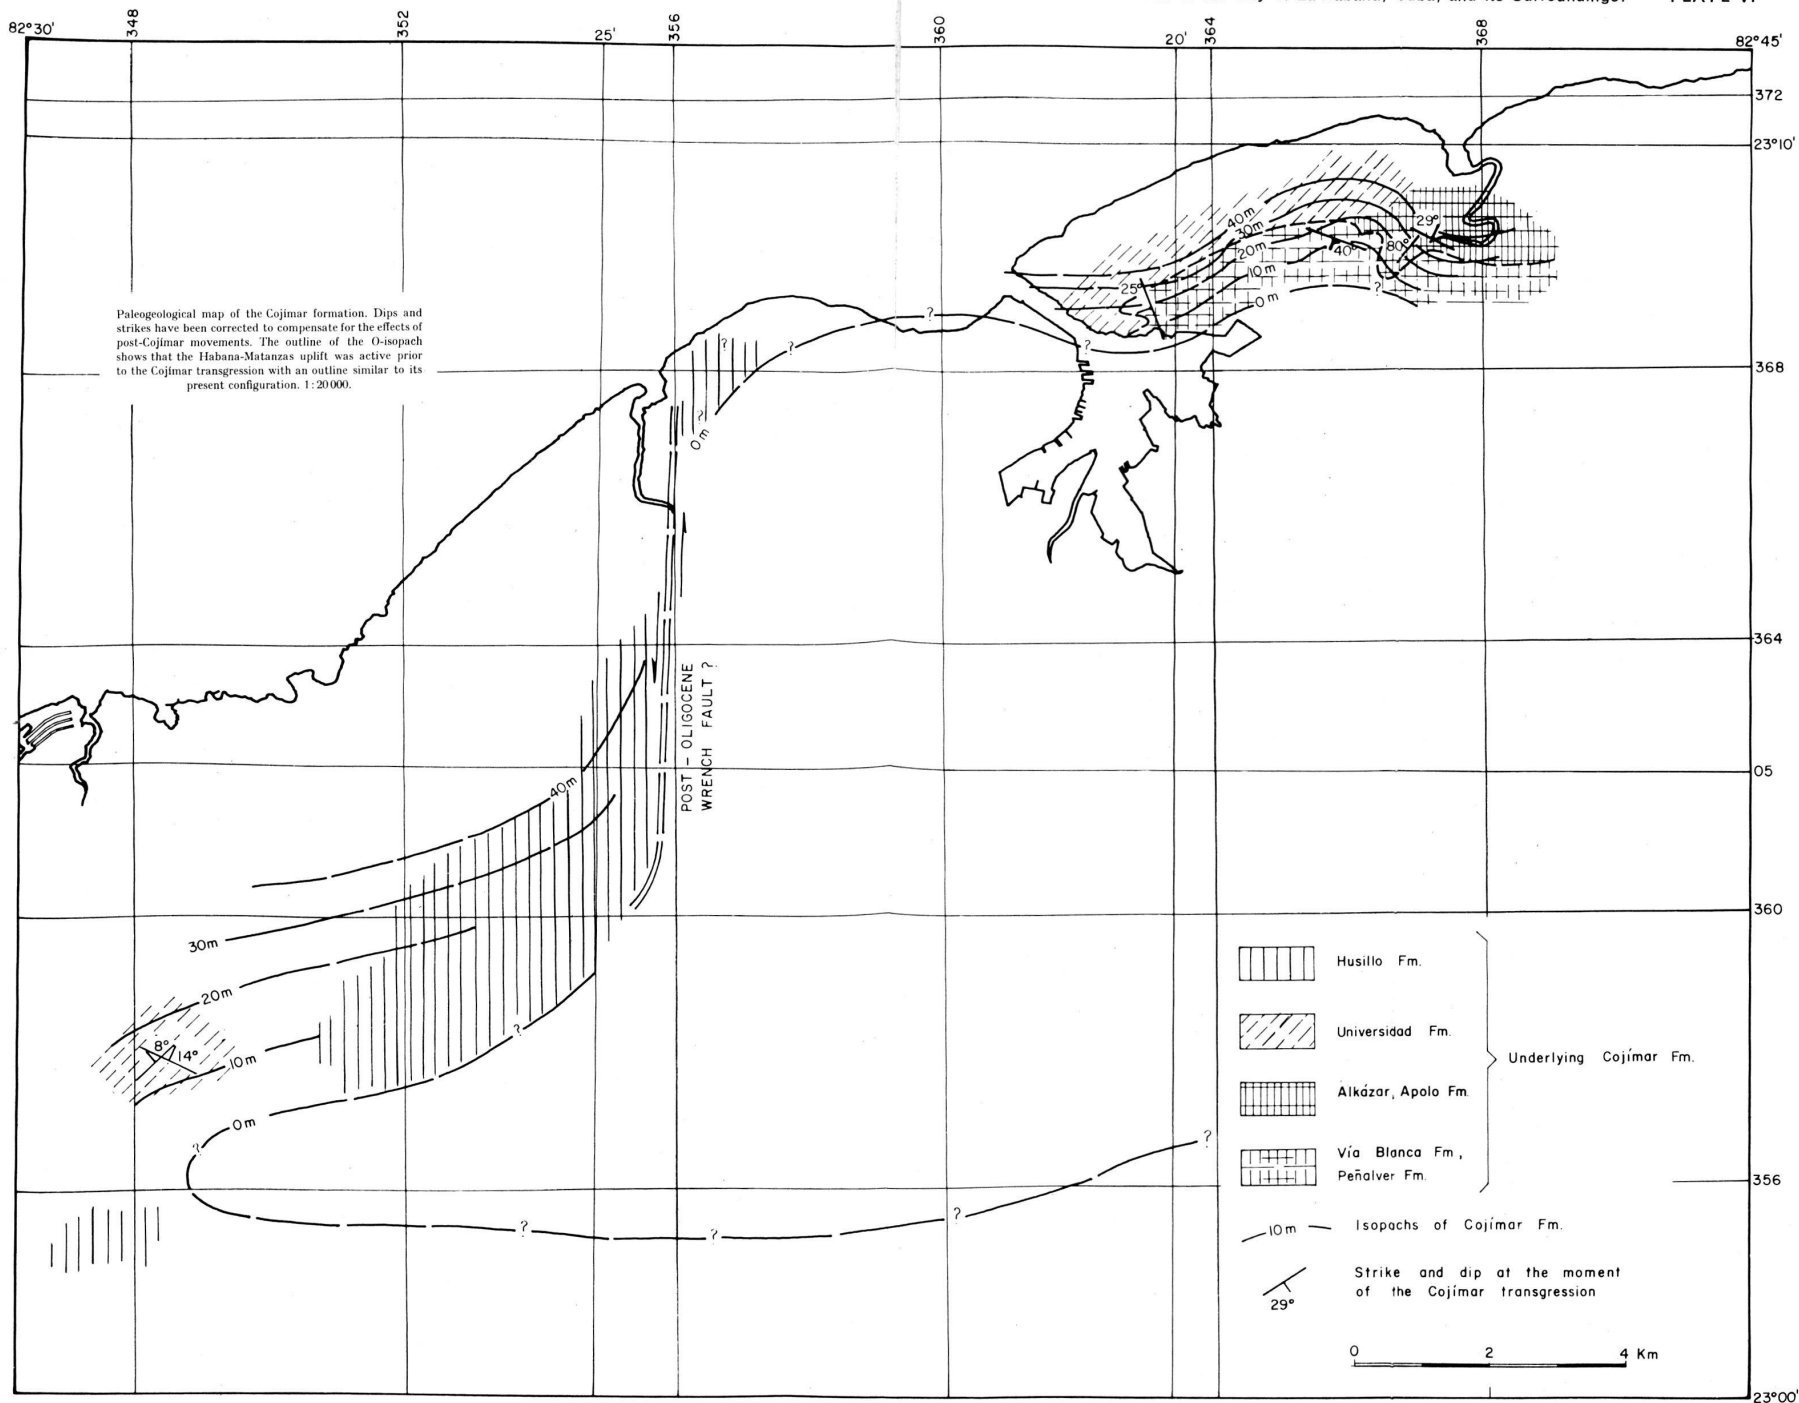 La Habana, Cuba, and Its Surroundings. PLATE VI
82°30'
348
352
25'
356
360
20'
364
368
82°45'
372
23°10'
40m
30m
20m
10m
0m
29°
80°
40°
25°
?
?
?
?
?
?
0m
368
Paleogeological map of the Cojímar formation. Dips and
strikes have been corrected to compensate for the effects of
post-Cojímar movements. The outline of the O-isopach
shows that the Habana-Matanzas uplift was active prior
to the Cojímar transgression with an outline similar to its
present configuration. 1:20000.
364
POST-OLIGOCENE
WRENCH FAULT?
05
40m
360
30m
20m
8°
14°
10m
?
0m
?
?
?
?
?
356
Husillo Fm.
Universidad Fm.
Alkázar, Apolo Fm.
Vía Blanca Fm,
Peñalver Fm.
Underlying Cojímar Fm.
10m
Isopachs of Cojímar Fm.
29°
Strike and dip at the moment
of the Cojímar transgression
0 2 4 Km
23°00'